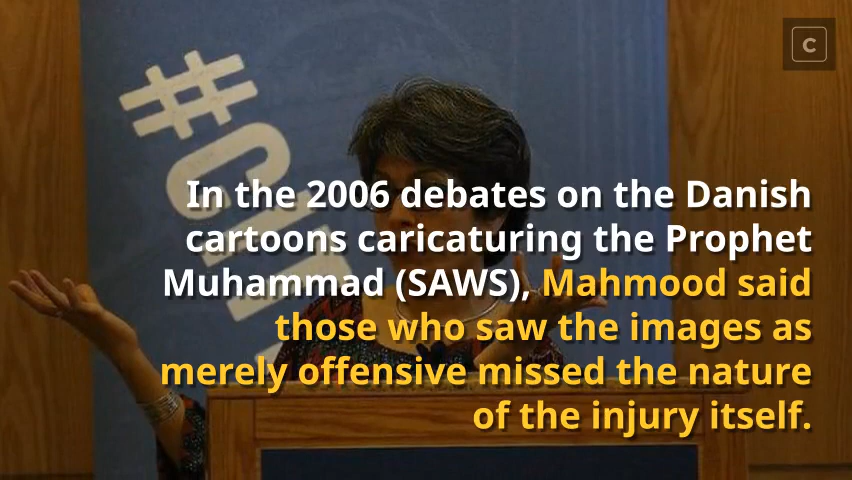 In the 2006 debates on the Danish
cartoons caricaturing the Prophet
Muhammad (SAWS), Mahmood said
those who saw the images as
merely offensive missed the nature
of the injury itself.
C